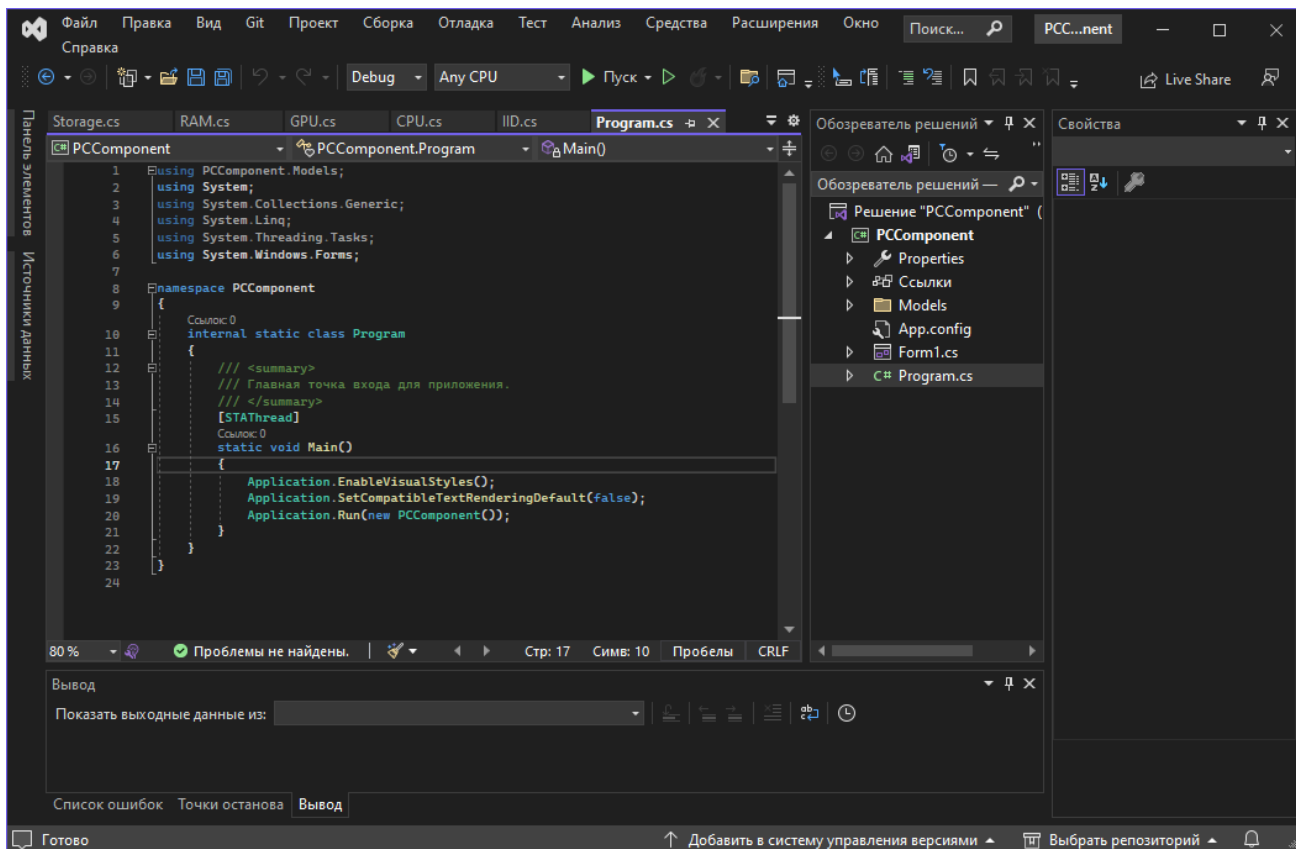 Файл Правка Вид Git Проект Сборка Отладка Тест Анализ Средства Расширения Окно Поиск... PCC...nent
Справка
Debug Any CPU Пуск Live Share
Панель элементов
Источники данных
Storage.cs RAM.cs GPU.cs CPU.cs IID.cs Program.cs
PCComponent PCComponent.Program Main()
1 using PCComponent.Models;
2 using System;
3 using System.Collections.Generic;
4 using System.Linq;
5 using System.Threading.Tasks;
6 using System.Windows.Forms;
7
8 namespace PCComponent
9 {
Ссылок: 0
10 internal static class Program
11 {
12 /// <summary>
13 /// Главная точка входа для приложения.
14 /// </summary>
15 [STAThread]
Ссылок: 0
16 static void Main()
17 {
18 Application.EnableVisualStyles();
19 Application.SetCompatibleTextRenderingDefault(false);
20 Application.Run(new PCComponent());
21 }
22 }
23 }
24
80 % Проблемы не найдены. Стр: 17 Симв: 10 Пробелы CRLF
Обозреватель решений
Обозреватель решений —
Решение "PCComponent" (
C# PCComponent
Properties
Ссылки
Models
App.config
Form1.cs
C# Program.cs
Свойства
Вывод
Показать выходные данные из:
Список ошибок Точки останова Вывод
Готово Добавить в систему управления версиями Выбрать репозиторий